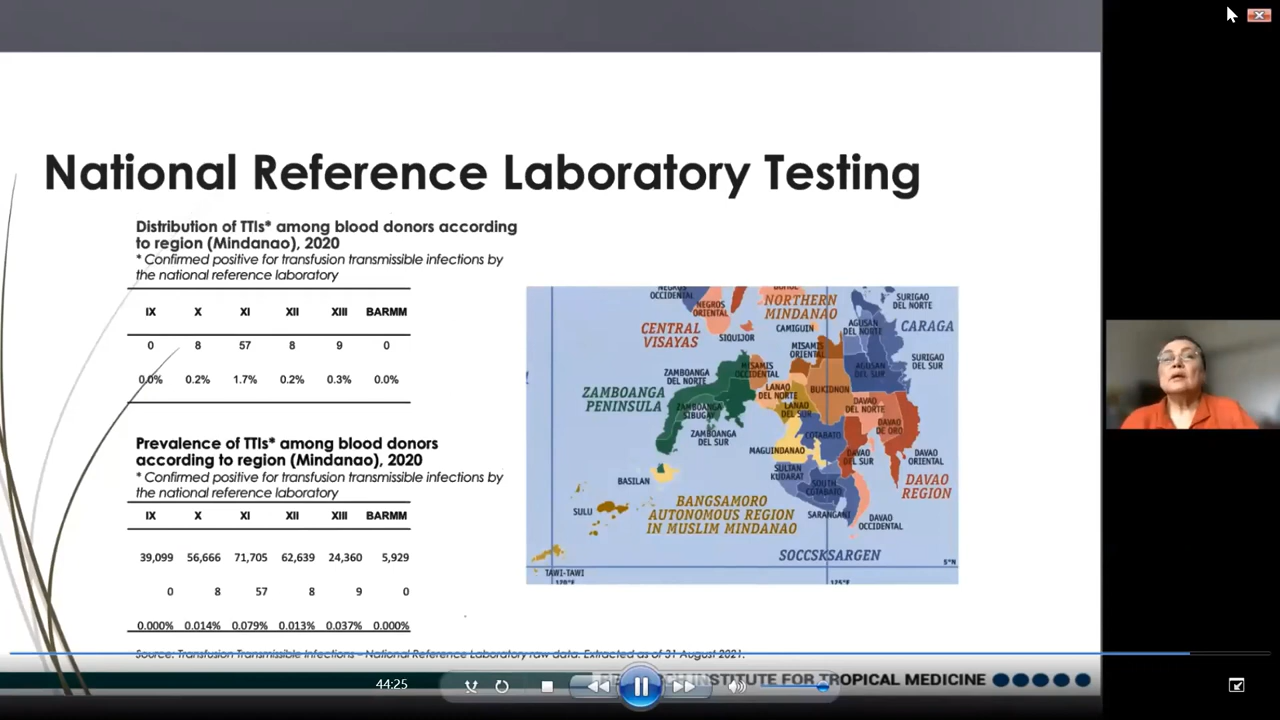 National Reference Laboratory Testing
Distribution of TTIs* among blood donors according
to region (Mindanao), 2020
* Confirmed positive for transfusion transmissible infections by
the national reference laboratory
IX X XI XII XIII BARMM
0 8 57 8 9 0
0.0% 0.2% 1.7% 0.2% 0.3% 0.0%
Prevalence of TTIs* among blood donors
according to region (Mindanao), 2020
* Confirmed positive for transfusion transmissible infections by
the national reference laboratory
IX X XI XII XIII BARMM
39,099 56,666 71,705 62,639 24,360 5,929
0 8 57 8 9 0
0.000% 0.014% 0.079% 0.013% 0.037% 0.000%
Source: Transfusion Transmissible Infections – National Reference Laboratory raw data. Extracted as of 31 August 2021.
NEGROS
OCCIDENTAL
NEGROS
ORIENTAL
BOHOL
NORTHERN
MINDANAO
SURIGAO
DEL NORTE
CENTRAL
VISAYAS
SIQUIJOR
CAMIGUIN
AGUSAN
DEL NORTE
CARAGA
MISAMIS
ORIENTAL
SURIGAO
DEL SUR
ZAMBOANGA
DEL NORTE
MISAMIS
OCCIDENTAL
AGUSAN
DEL SUR
ZAMBOANGA
PENINSULA
LANAO
DEL NORTE
BUKIDNON
ZAMBOANGA
SIBUGAY
LANAO
DEL SUR
DAVAO
DEL NORTE
DAVAO
DE ORO
ZAMBOANGA
DEL SUR
COTABATO
MAGUINDANAO
DAVAO
DEL SUR
DAVAO
ORIENTAL
BASILAN
SULTAN
KUDARAT
DAVAO
REGION
SOUTH
COTABATO
SULU
BANGSAMORO
AUTONOMOUS REGION
IN MUSLIM MINDANAO
SARANGANI
DAVAO
OCCIDENTAL
SOCCSKSARGEN
5°N
TAWI-TAWI
120°E
125°E
44:25
INSTITUTE FOR TROPICAL MEDICINE